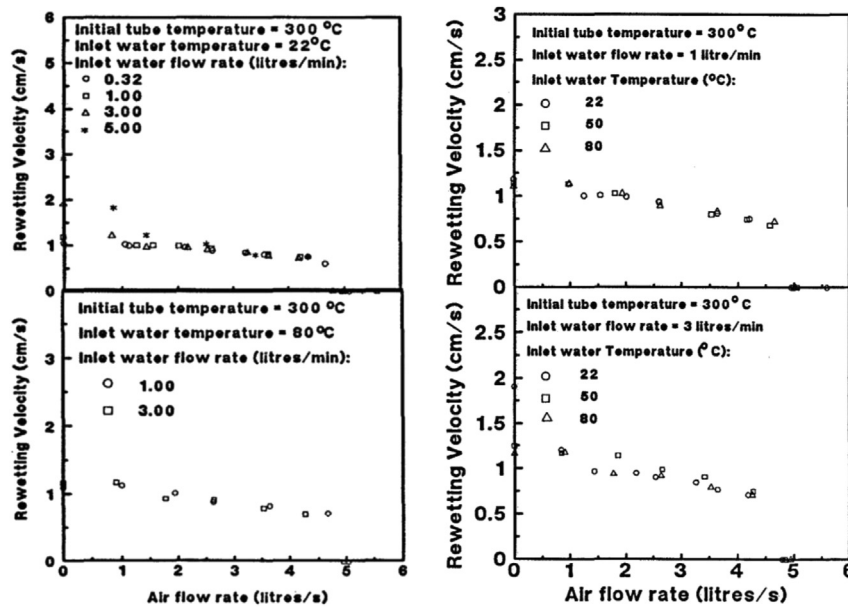 Initial tube temperature = 300 °C
Inlet water temperature = 22°C
Inlet water flow rate (litres/min):
0.32
1.00
3.00
5.00
Rewetting Velocity (cm/s)
6
5
4
3
2
1
0
Initial tube temperature = 300°C
Inlet water temperature = 80°C
Inlet water flow rate (litres/min):
1.00
3.00
Rewetting Velocity (cm/s)
3
2
1
0
0 1 2 3 4 5 6
Air flow rate (litres/s)
Initial tube temperature = 300°C
Inlet water flow rate = 1 litre/min
Inlet water Temperature (°C):
22
50
80
Rewetting Velocity (cm/s)
3
2.5
2
1.5
1
0.75
0
Initial tube temperature = 300°C
Inlet water flow rate = 3 litres/min
Inlet water Temperature (°C):
22
50
80
Rewetting Velocity (cm/s)
2
1.5
1
0.5
0
0 1 2 3 4 5 6
Air flow rate (litres/s)